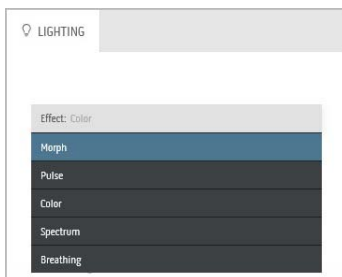 LIGHTING
Effect: Color
Morph
Pulse
Color
Spectrum
Breathing